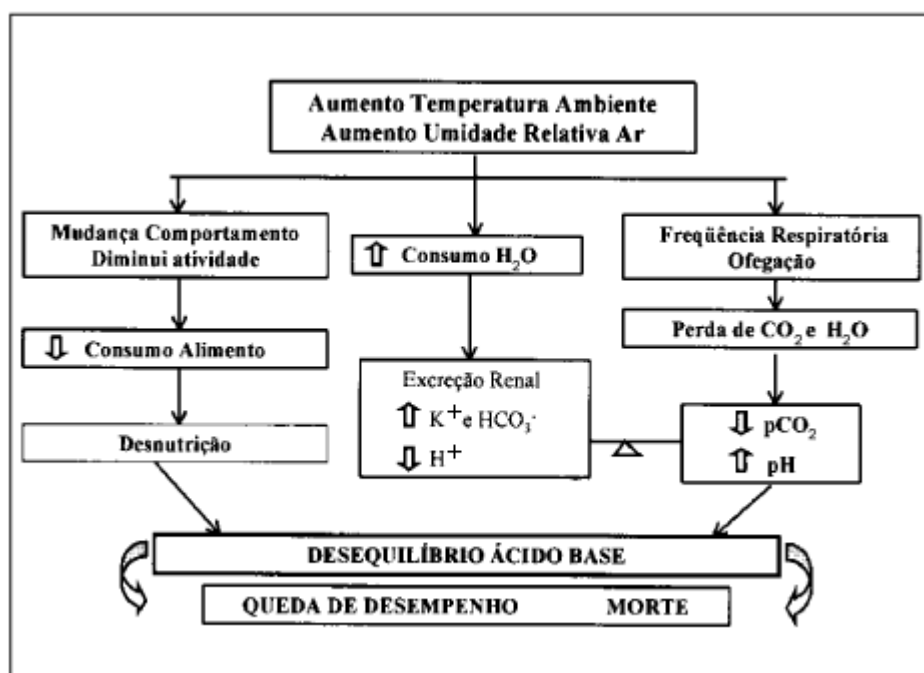 Aumento Temperatura Ambiente
Aumento Umidade Relativa Ar
Mudança Comportamento
Diminui atividade
⇧ Consumo H₂O
Freqüência Respiratória
Ofegação
⇩ Consumo Alimento
Perda de CO₂ e H₂O
Excreção Renal
⇧ K⁺ e HCO₃⁻
⇩ H⁺
⇩ pCO₂
⇧ pH
Desnutrição
DESEQUILÍBRIO ÁCIDO BASE
QUEDA DE DESEMPENHO MORTE